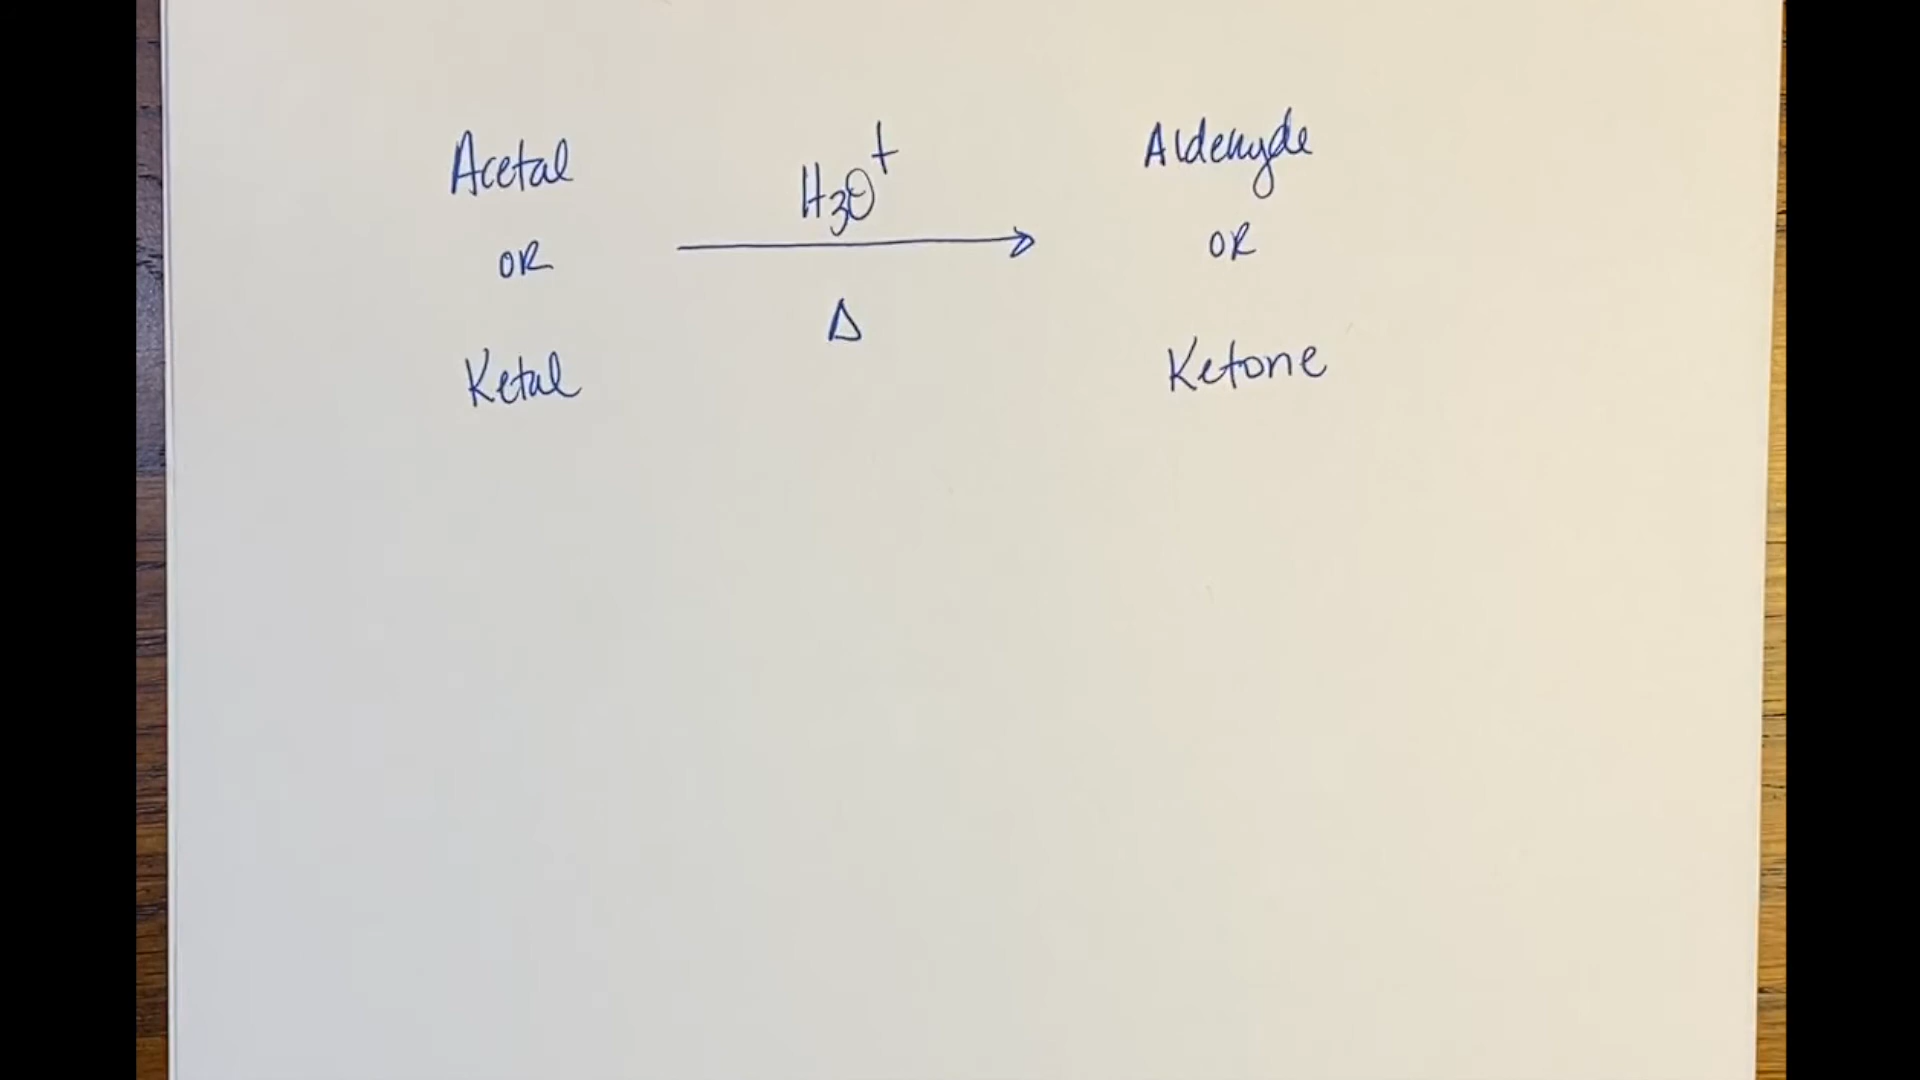 Acetal
OR
Ketal
H3O+
Δ
Aldehyde
OR
Ketone